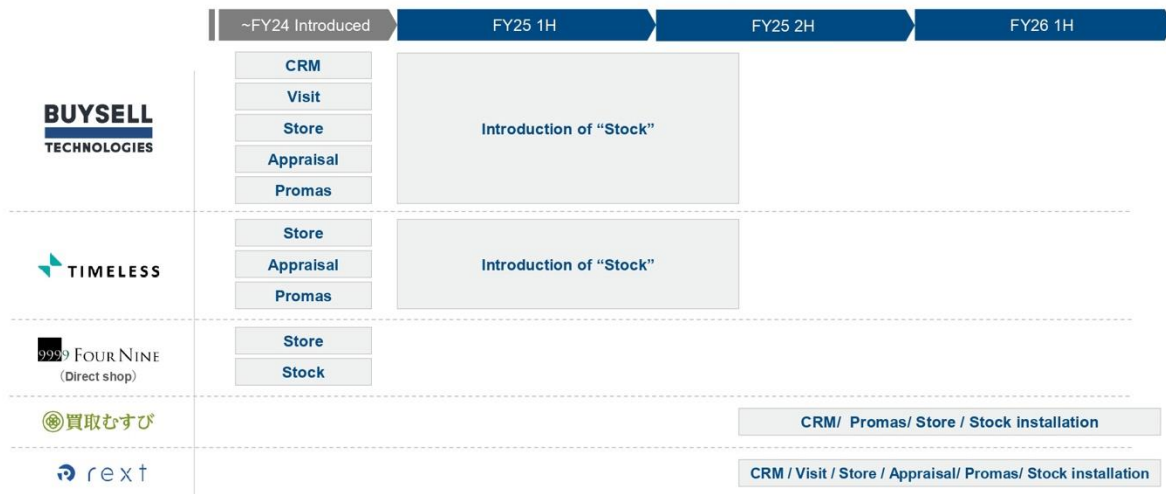 ~FY24 Introduced
FY25 1H
FY25 2H
FY26 1H
BUYSELL
TECHNOLOGIES
CRM
Visit
Store
Appraisal
Promas
Introduction of “Stock”
TIMELESS
Store
Appraisal
Promas
Introduction of “Stock”
9999 FOUR NINE
（Direct shop）
Store
Stock
買取むすび
CRM/ Promas/ Store / Stock installation
rext
CRM / Visit / Store / Appraisal/ Promas/ Stock installation